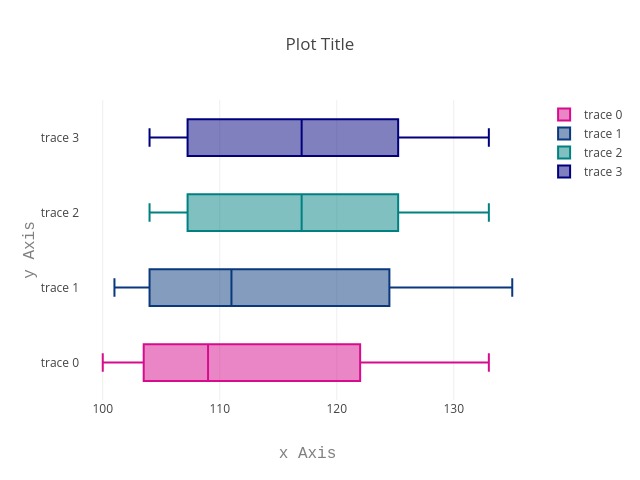 Plot Title
trace 3
trace 2
trace 1
trace 0
y Axis
100 110 120 130
x Axis
trace 0
trace 1
trace 2
trace 3